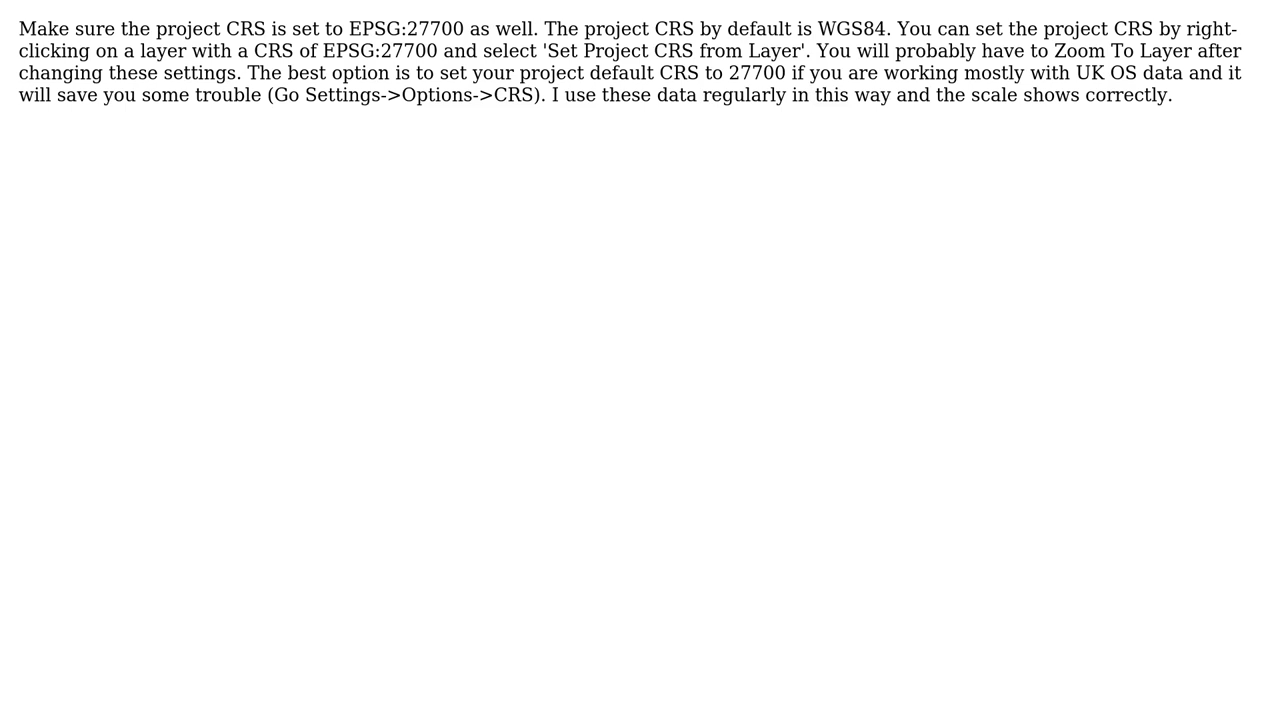 Make sure the project CRS is set to EPSG:27700 as well. The project CRS by default is WGS84. You can set the project CRS by right-
clicking on a layer with a CRS of EPSG:27700 and select 'Set Project CRS from Layer'. You will probably have to Zoom To Layer after
changing these settings. The best option is to set your project default CRS to 27700 if you are working mostly with UK OS data and it
will save you some trouble (Go Settings->Options->CRS). I use these data regularly in this way and the scale shows correctly.